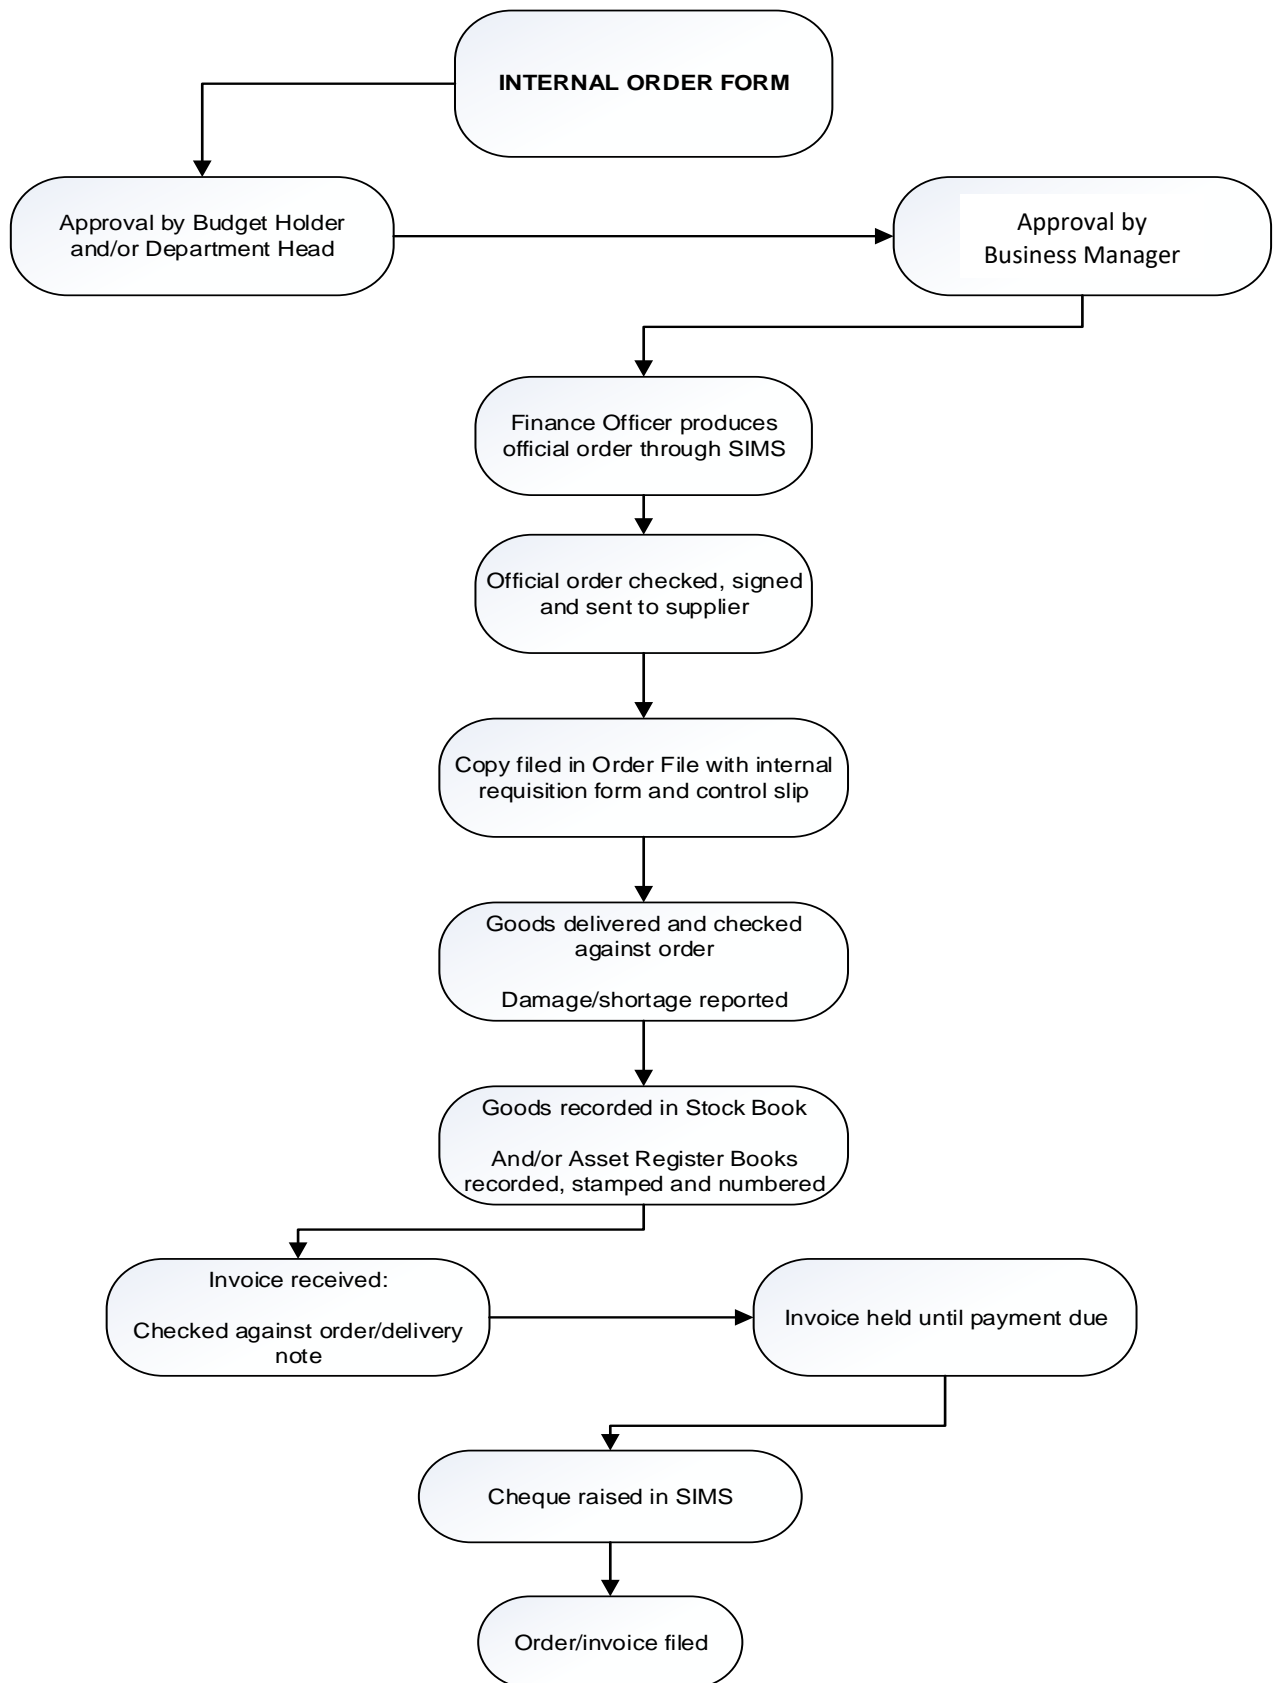 INTERNAL ORDER FORM
Approval by Budget Holder
and/or Department Head
Approval by
Business Manager
Finance Officer produces
official order through SIMS
Official order checked, signed
and sent to supplier
Copy filed in Order File with internal
requisition form and control slip
Goods delivered and checked
against order
Damage/shortage reported
Goods recorded in Stock Book
And/or Asset Register Books
recorded, stamped and numbered
Invoice received:
Checked against order/delivery
note
Invoice held until payment due
Cheque raised in SIMS
Order/invoice filed